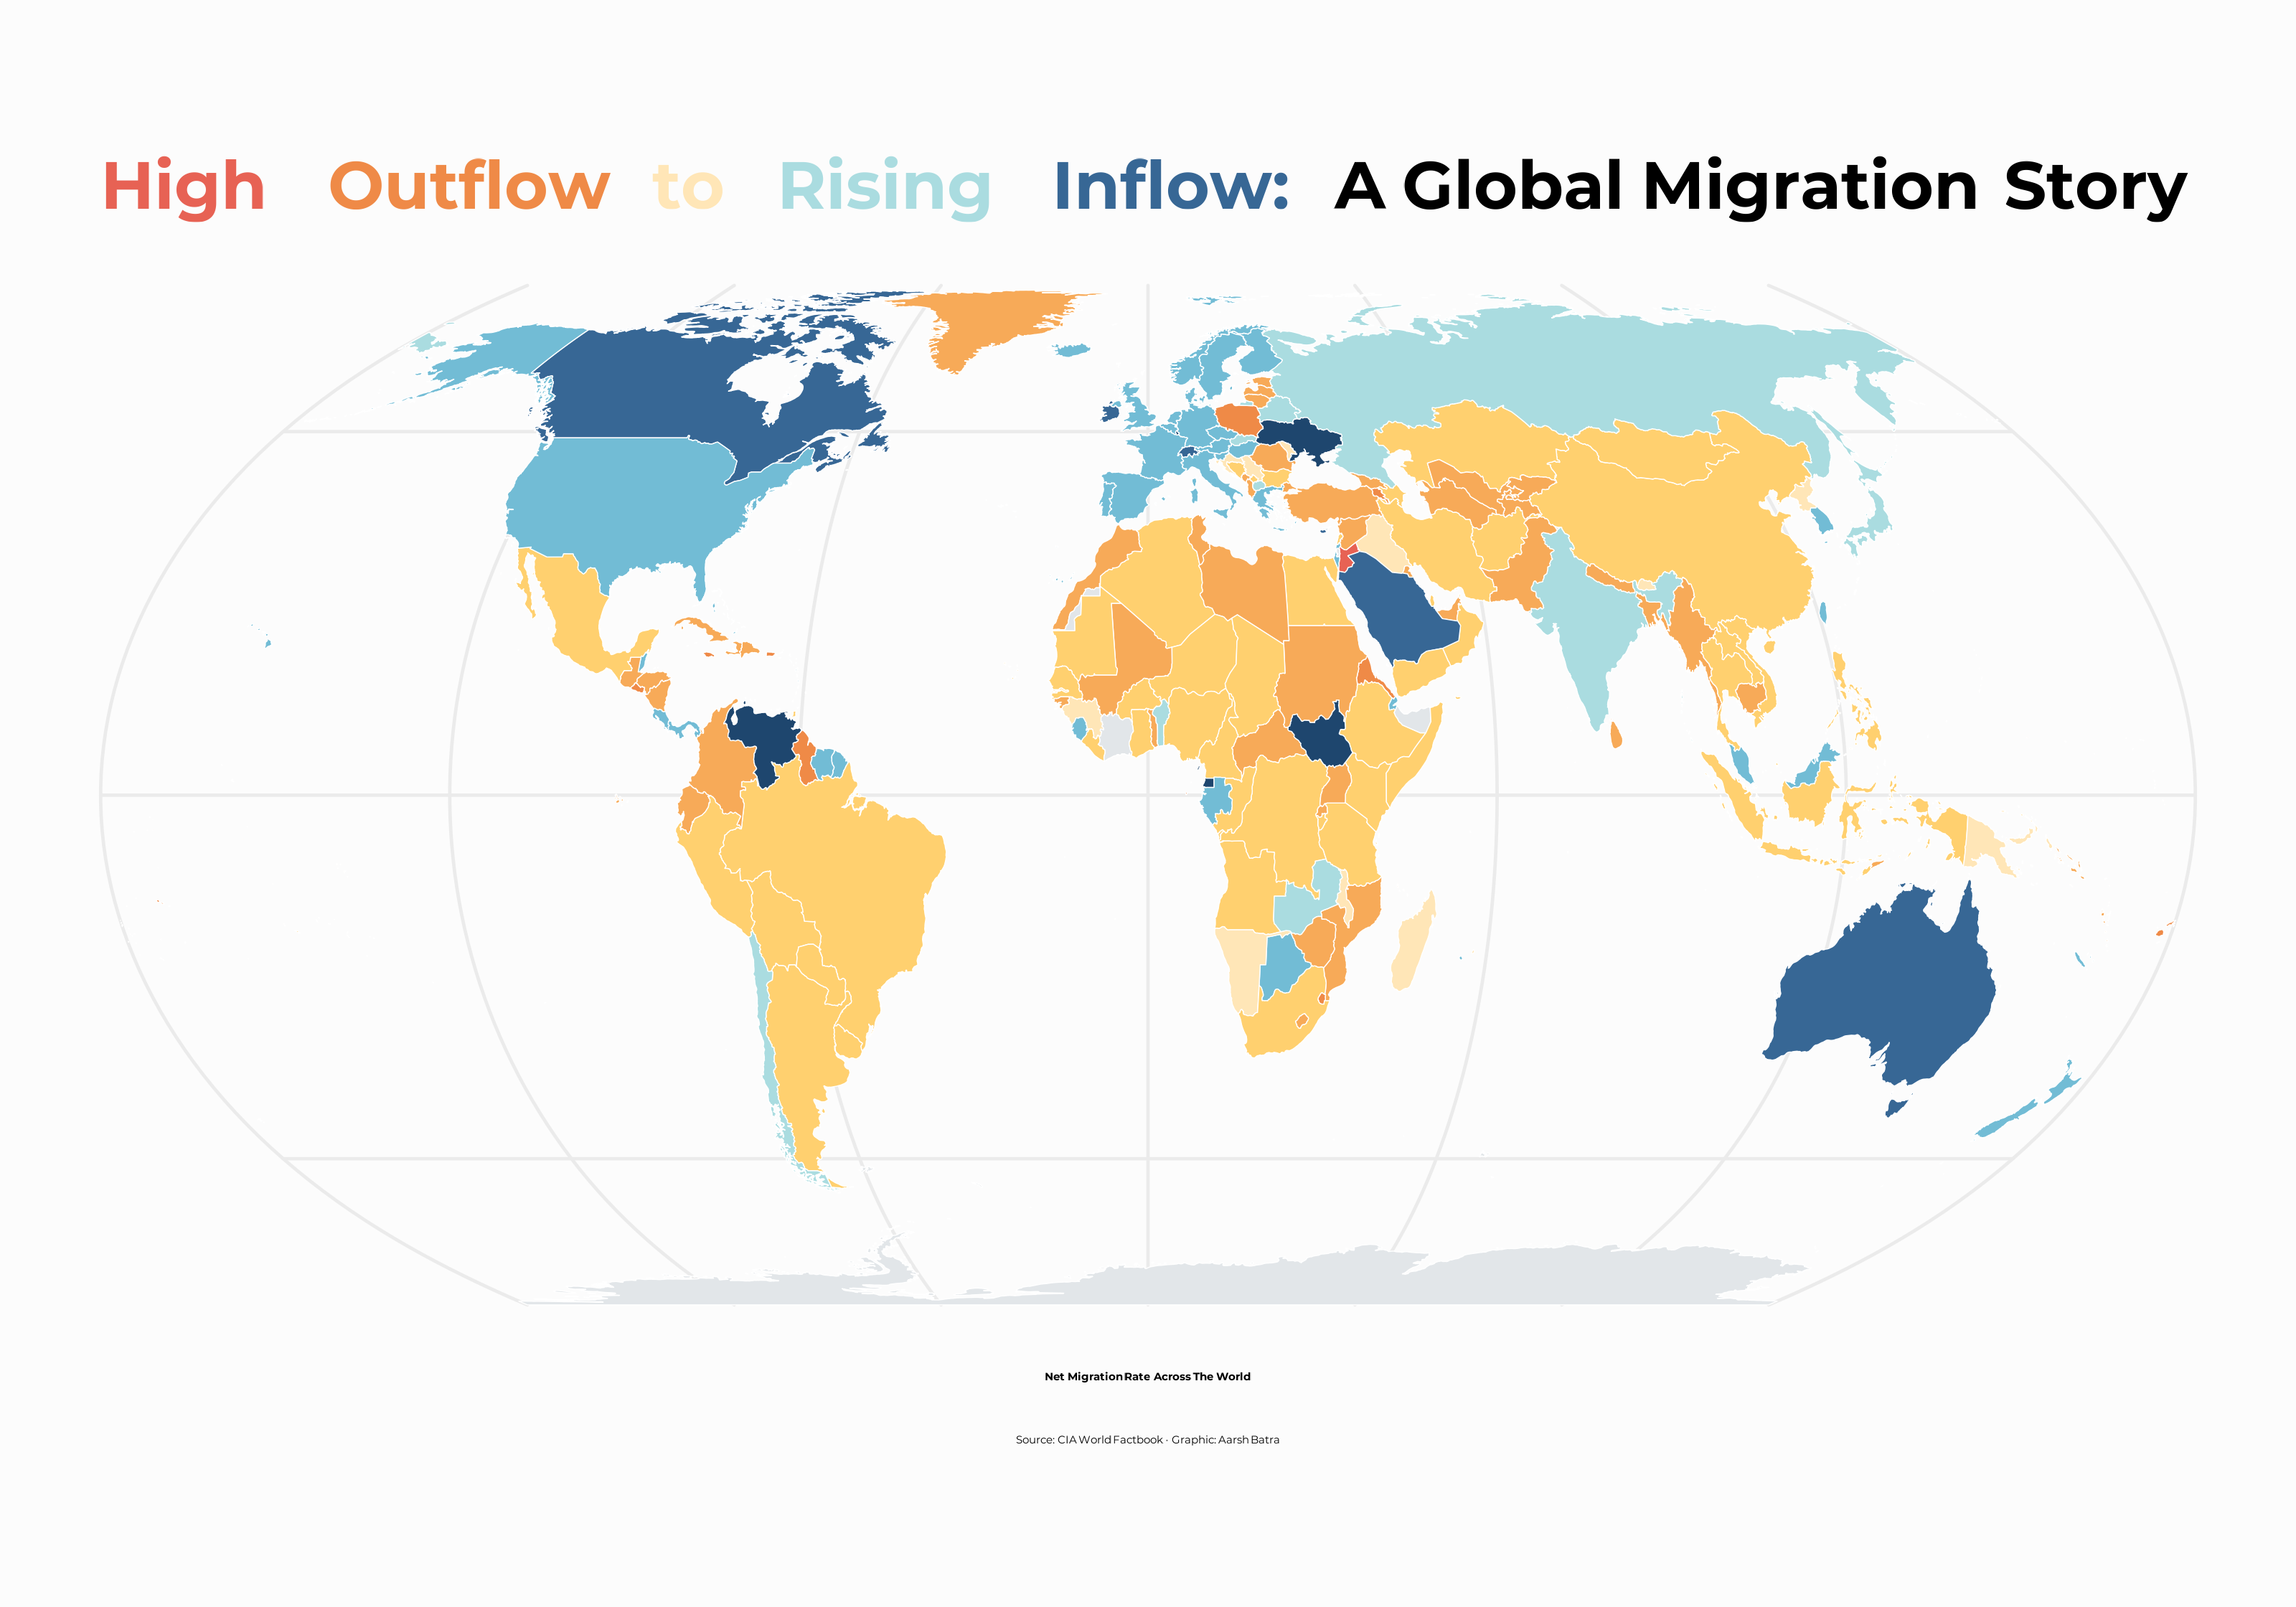 High Outflow to Rising Inflow: A Global Migration Story
Net Migration Rate Across The World
Source: CIA World Factbook · Graphic: Aarsh Batra